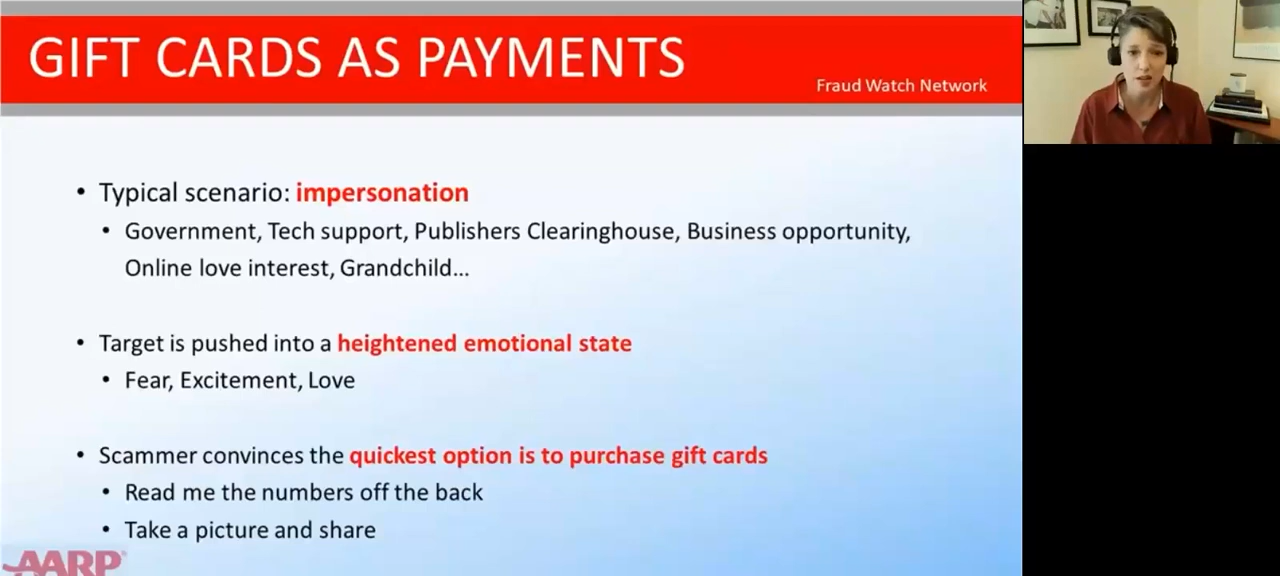 GIFT CARDS AS PAYMENTS
Fraud Watch Network
• Typical scenario: impersonation
• Government, Tech support, Publishers Clearinghouse, Business opportunity,
Online love interest, Grandchild...
• Target is pushed into a heightened emotional state
• Fear, Excitement, Love
• Scammer convinces the quickest option is to purchase gift cards
• Read me the numbers off the back
• Take a picture and share
AARP®